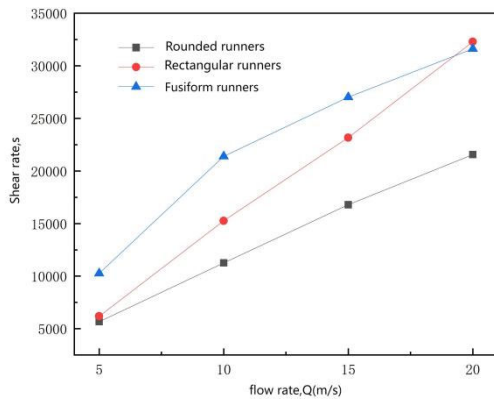 35000
30000
25000
20000
15000
10000
5000
Shear rate,s
Rounded runners
Rectangular runners
Fusiform runners
5 10 15 20
flow rate,Q(m/s)